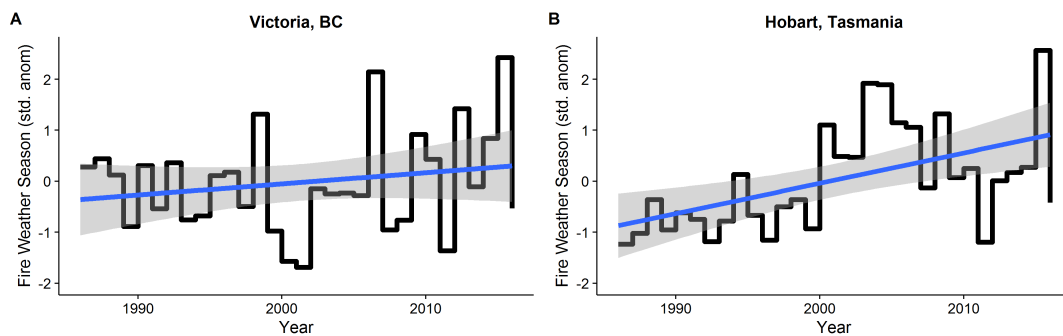 A
Victoria, BC
Fire Weather Season (std. anom)
2
1
0
-1
-2
1990
2000
2010
Year
B
Hobart, Tasmania
Fire Weather Season (std. anom)
2
1
0
-1
-2
1990
2000
2010
Year